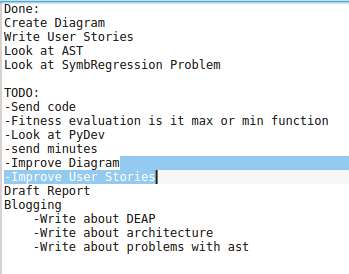 Done:
Create Diagram
Write User Stories
Look at AST
Look at SymbRegression Problem

TODO:
-Send code
-Fitness evaluation is it max or min function
-Look at PyDev
-send minutes
-Improve Diagram
-Improve User Stories
Draft Report
Blogging
    -Write about DEAP
    -Write about architecture
    -Write about problems with ast